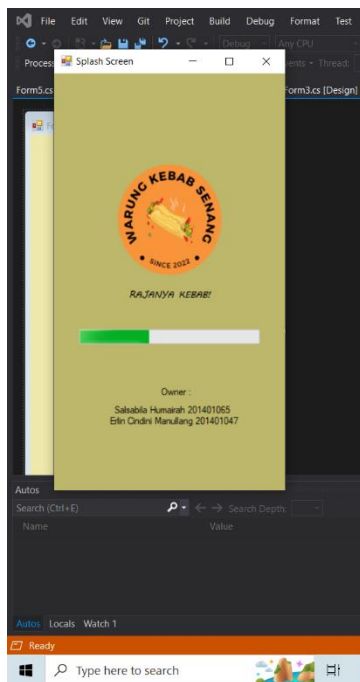 File Edit View Git Project Build Debug Format Test
Debug Any CPU
Process
Splash Screen
Form5.cs
Form3.cs [Design]
WARUNG KEBAB SENANG
SINCE 2022
RAJANYA KEBAB!
Owner :
Salsabila Humairah 201401065
Erlin Cindini Manullang 201401047
Autos
Search (Ctrl+E) Search Depth:
Name Value
Autos Locals Watch 1
Ready
Type here to search